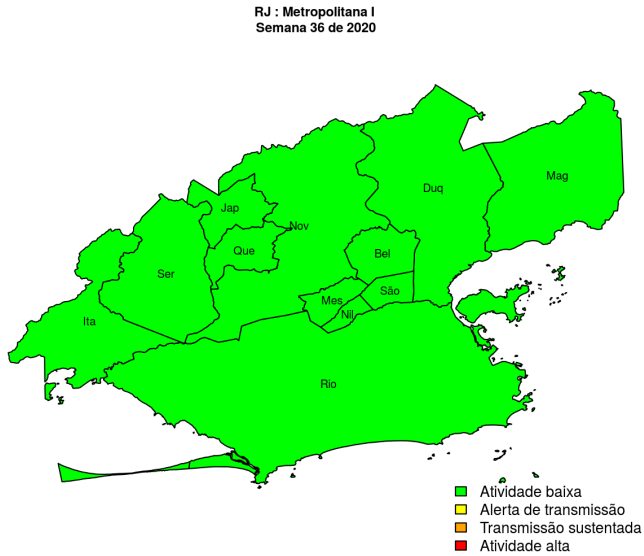 RJ : Metropolitana I
Semana 36 de 2020
Mag
Duq
Jap
Nov
Que
Bel
Ser
São
Mes
Nil
Ita
Rio
Atividade baixa
Alerta de transmissão
Transmissão sustentada
Atividade alta